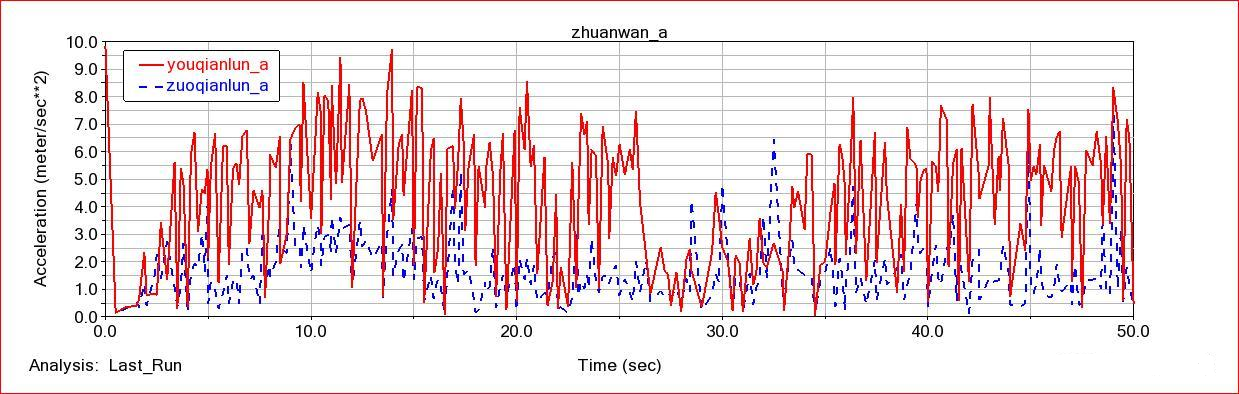 zhuanwan_a
10.0
9.0
8.0
7.0
6.0
5.0
4.0
3.0
2.0
1.0
0.0
Acceleration (meter/sec**2)
youqianlun_a
zuoqianlun_a
0.0 10.0 20.0 30.0 40.0 50.0
Analysis: Last_Run Time (sec)